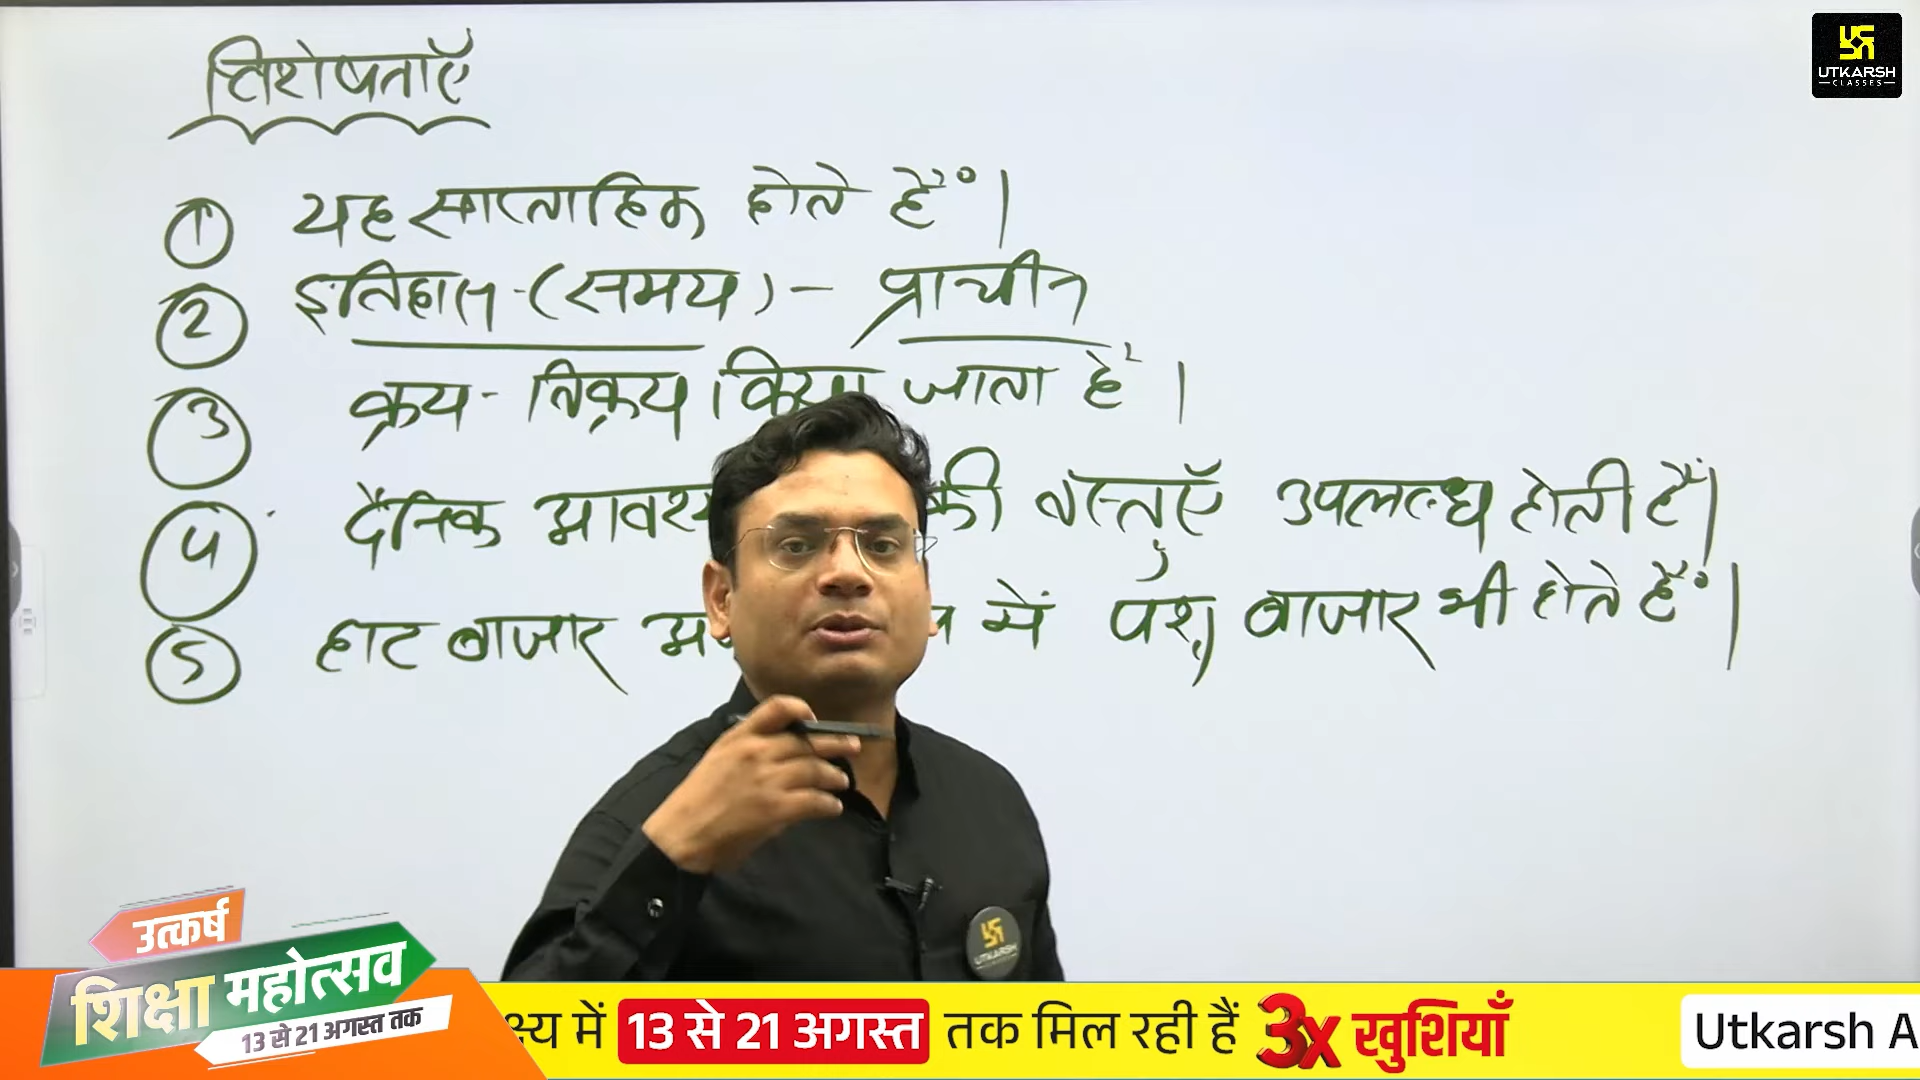 विशेषताएँ
① यह साप्ताहिक होते हैं।
② इतिहास-(समय)- प्राचीन
③ क्रय-विक्रय किया जाता है।
④ दैनिक की वस्तुएँ उपलब्ध होती हैं।
⑤ हाट बाजार में पशु बाजार भी होते हैं।
UTKARSH
CLASSES
UTKARSH
उत्कर्ष
शिक्षा महोत्सव
13 से 21 अगस्त तक
में 13 से 21 अगस्त तक मिल रही हैं 3x खुशियाँ
Utkarsh A